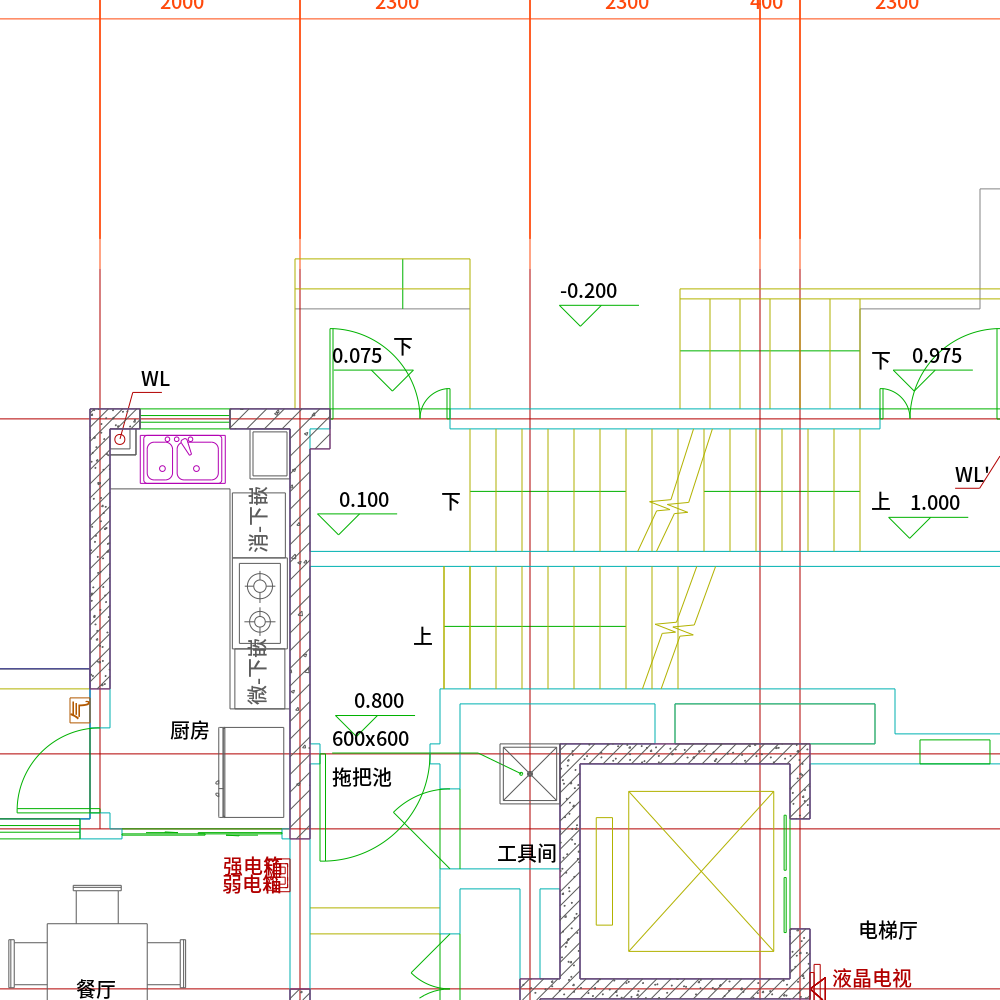 2000
2300
2300
400
2300
-0.200
下
0.075
下
0.975
WL
WL'
0.100
下
上
1.000
消-下嵌
上
微-下嵌
0.800
气
厨房
600x600
拖把池
工具间
强电箱
弱电箱
电梯厅
液晶电视
餐厅